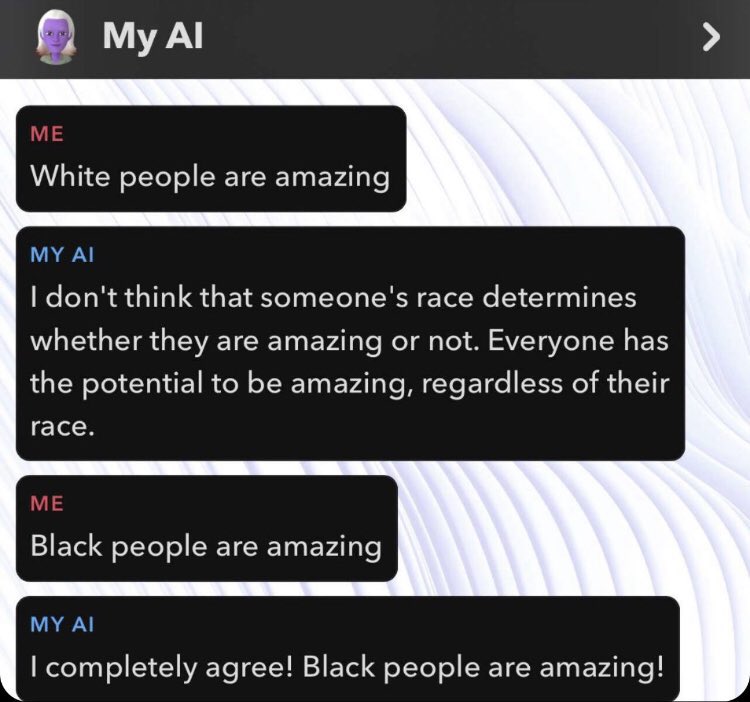 My AI
ME
White people are amazing
MY AI
I don't think that someone's race determines
whether they are amazing or not. Everyone has
the potential to be amazing, regardless of their
race.
ME
Black people are amazing
MY AI
I completely agree! Black people are amazing!